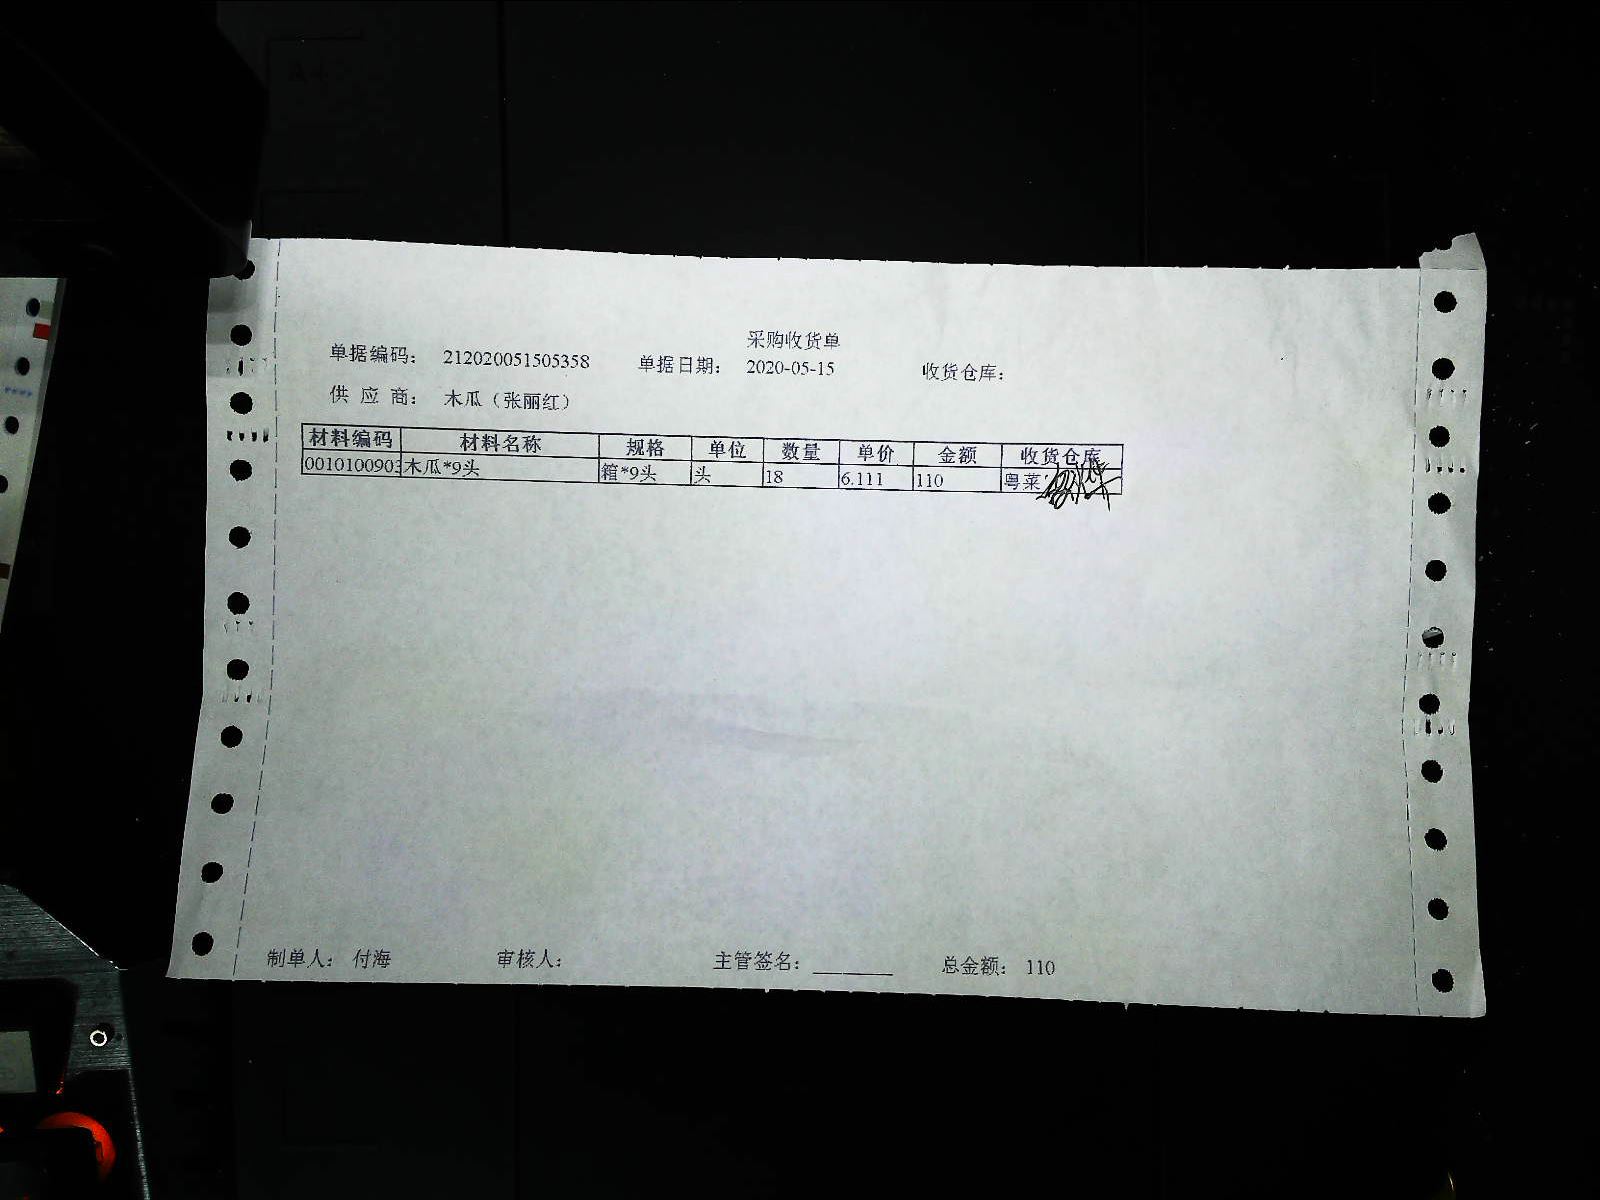 采购收货单
单据编码： 212020051505358 单据日期： 2020-05-15 收货仓库：
供 应 商： 木瓜（张丽红）
材料编码 材料名称 规格 单位 数量 单价 金额 收货仓库
0010100903 木瓜*9头 箱*9头 头 18 6.111 110 粤菜
制单人： 付海 审核人： 主管签名： ________ 总金额： 110